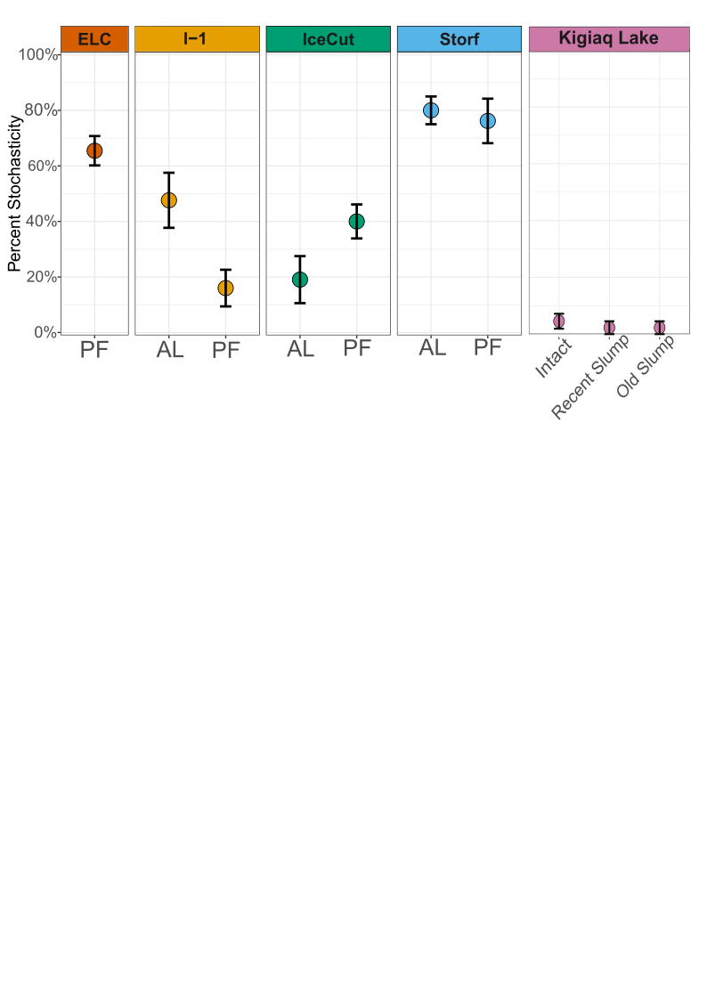 ELC I−1 IceCut Storf Kigiaq Lake
Percent Stochasticity
100%
80%
60%
40%
20%
0%
PF AL PF AL PF AL PF Intact Recent Slump Old Slump